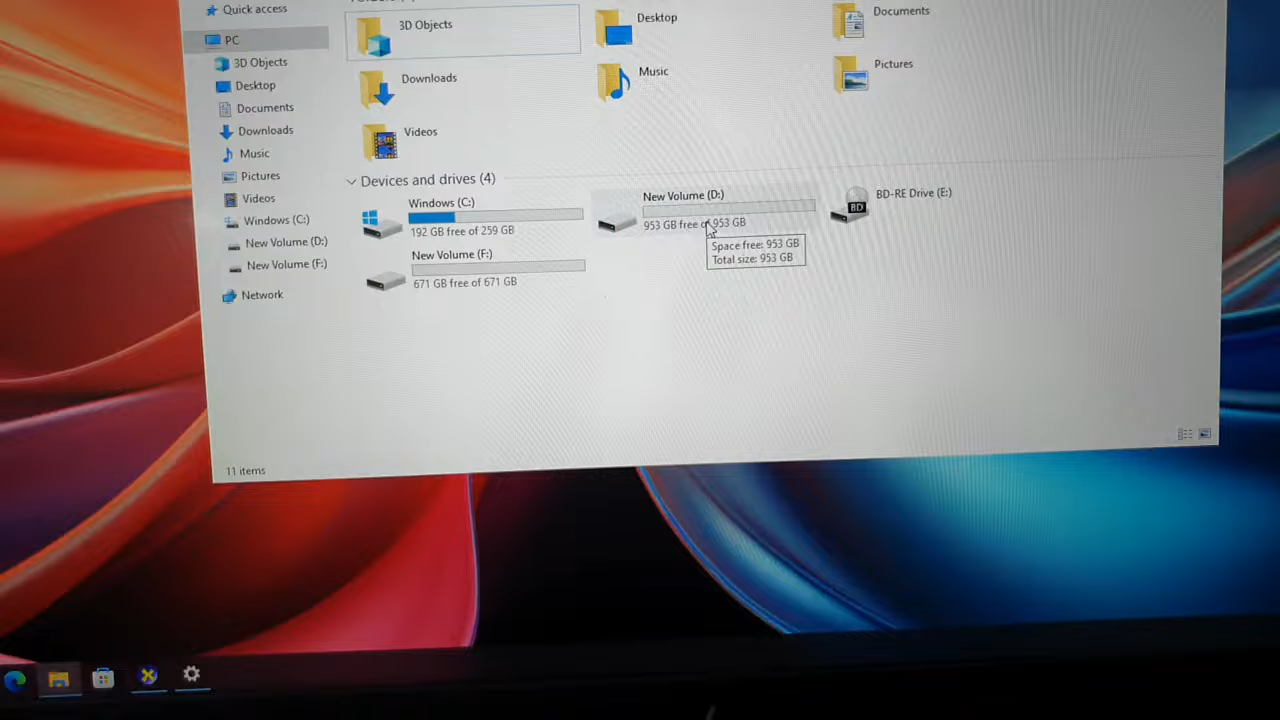 Quick access
PC
3D Objects
Desktop
Documents
Downloads
Music
Pictures
Videos
Windows (C:)
New Volume (D:)
New Volume (F:)
Network
3D Objects
Desktop
Documents
Downloads
Music
Pictures
Videos
Devices and drives (4)
Windows (C:)
192 GB free of 259 GB
New Volume (D:)
953 GB free of 953 GB
BD-RE Drive (E:)
BD
New Volume (F:)
671 GB free of 671 GB
Space free: 953 GB
Total size: 953 GB
11 items